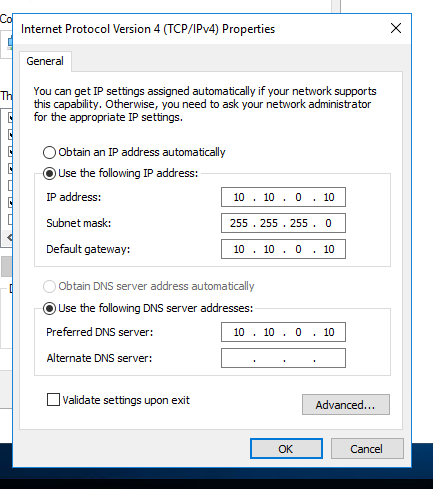 Co
Internet Protocol Version 4 (TCP/IPv4) Properties
General
Th
You can get IP settings assigned automatically if your network supports
this capability. Otherwise, you need to ask your network administrator
for the appropriate IP settings.
Obtain an IP address automatically
Use the following IP address:
IP address: 10 . 10 . 0 . 10
Subnet mask: 255 . 255 . 255 . 0
Default gateway: 10 . 10 . 0 . 10
Obtain DNS server address automatically
Use the following DNS server addresses:
Preferred DNS server: 10 . 10 . 0 . 10
Alternate DNS server: . . .
Validate settings upon exit
Advanced...
OK Cancel